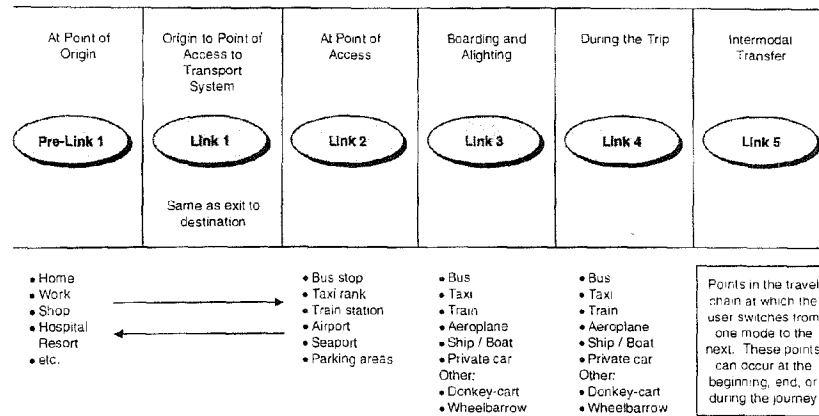 At Point of
Origin
Origin to Point of
Access to
Transport
System
At Point of
Access
Boarding and
Alighting
During the Trip
Intermodal
Transfer
Pre-Link 1
Link 1
Link 2
Link 3
Link 4
Link 5
Same as exit to
destination
• Home
• Work
• Shop
• Hospital
Resort
• etc.
• Bus stop
• Taxi rank
• Train station
• Airport
• Seaport
• Parking areas
• Bus
• Taxi
• Train
• Aeroplane
• Ship / Boat
• Private car
Other:
• Donkey-cart
• Wheelbarrow
• Bus
• Taxi
• Train
• Aeroplane
• Ship / Boat
• Private car
Other:
• Donkey-cart
• Wheelbarrow
Points in the travel
chain at which the
user switches from
one mode to the
next. These points
can occur at the
beginning, end, or
during the journey